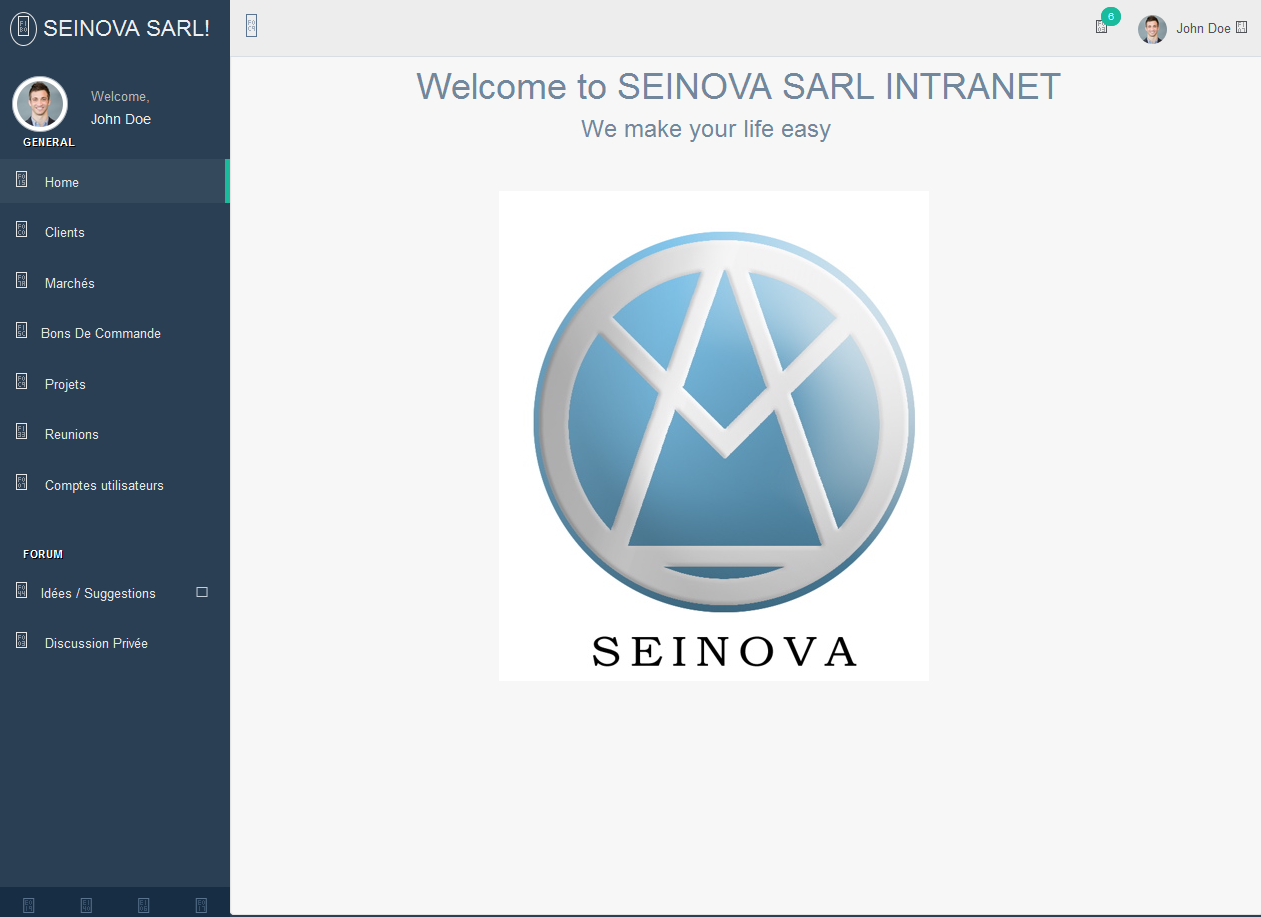 SEINOVA SARL!
Welcome,
John Doe
GENERAL
Home
Clients
Marchés
Bons De Commande
Projets
Reunions
Comptes utilisateurs
FORUM
Idées / Suggestions
Discussion Privée
6
John Doe
Welcome to SEINOVA SARL INTRANET
We make your life easy
SEINOVA